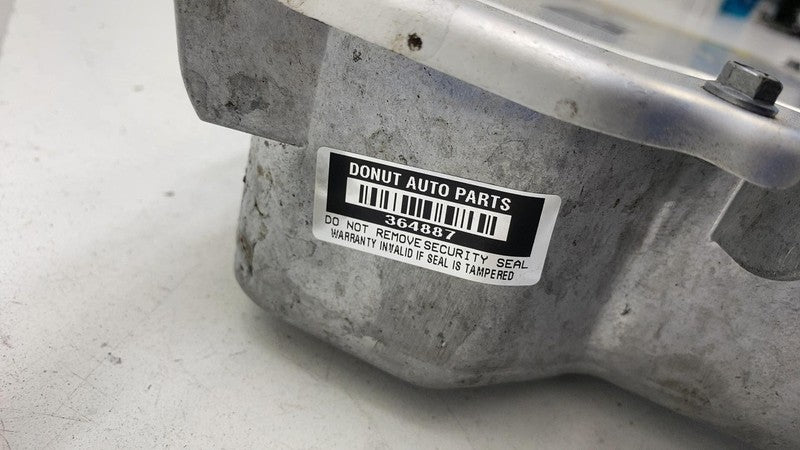 DONUT AUTO PARTS
364887
DO NOT REMOVE SECURITY SEAL
WARRANTY INVALID IF SEAL IS TAMPERED